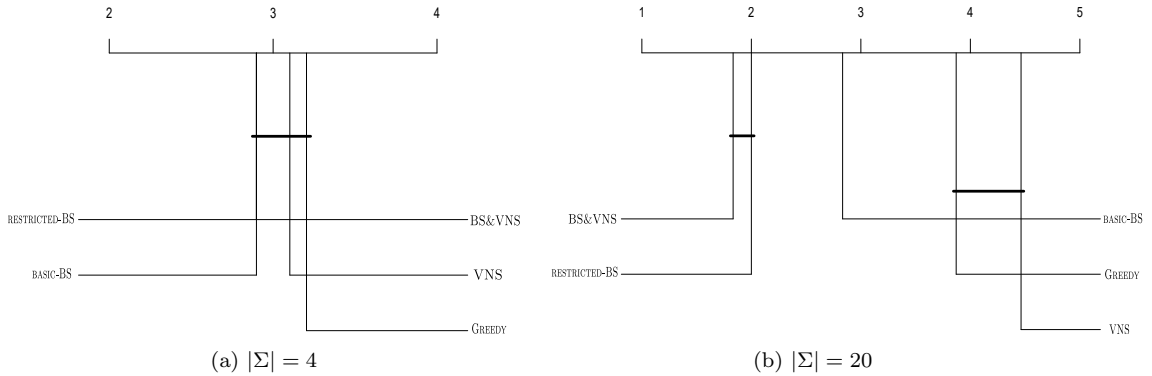 2 3 4
RESTRICTED-BS BS&VNS
BASIC-BS VNS
GREEDY
(a) |Σ| = 4
1 2 3 4 5
BS&VNS BASIC-BS
RESTRICTED-BS GREEDY
VNS
(b) |Σ| = 20